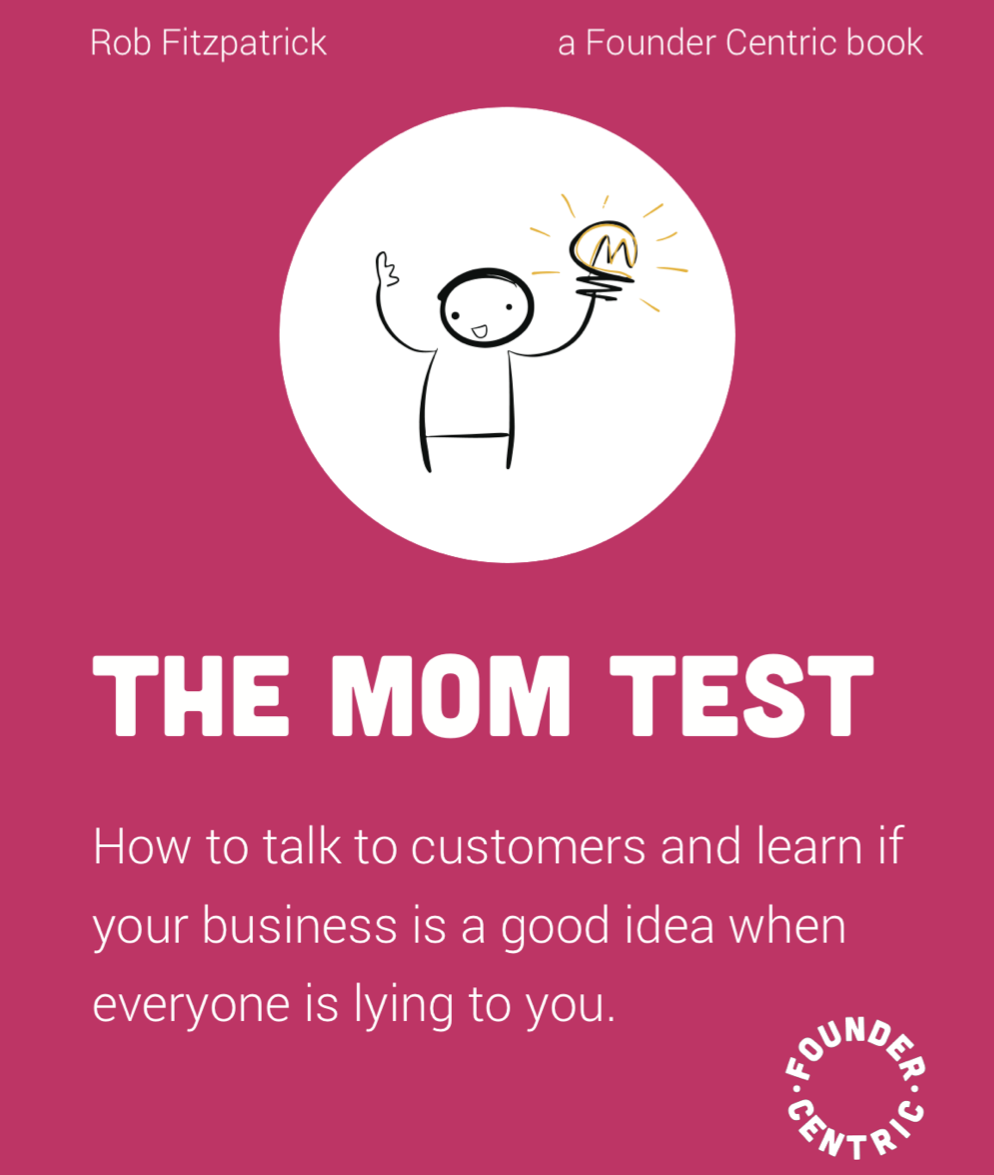 Rob Fitzpatrick
a Founder Centric book
M
THE MOM TEST
How to talk to customers and learn if
your business is a good idea when
everyone is lying to you.
FOUNDER
CENTRIC